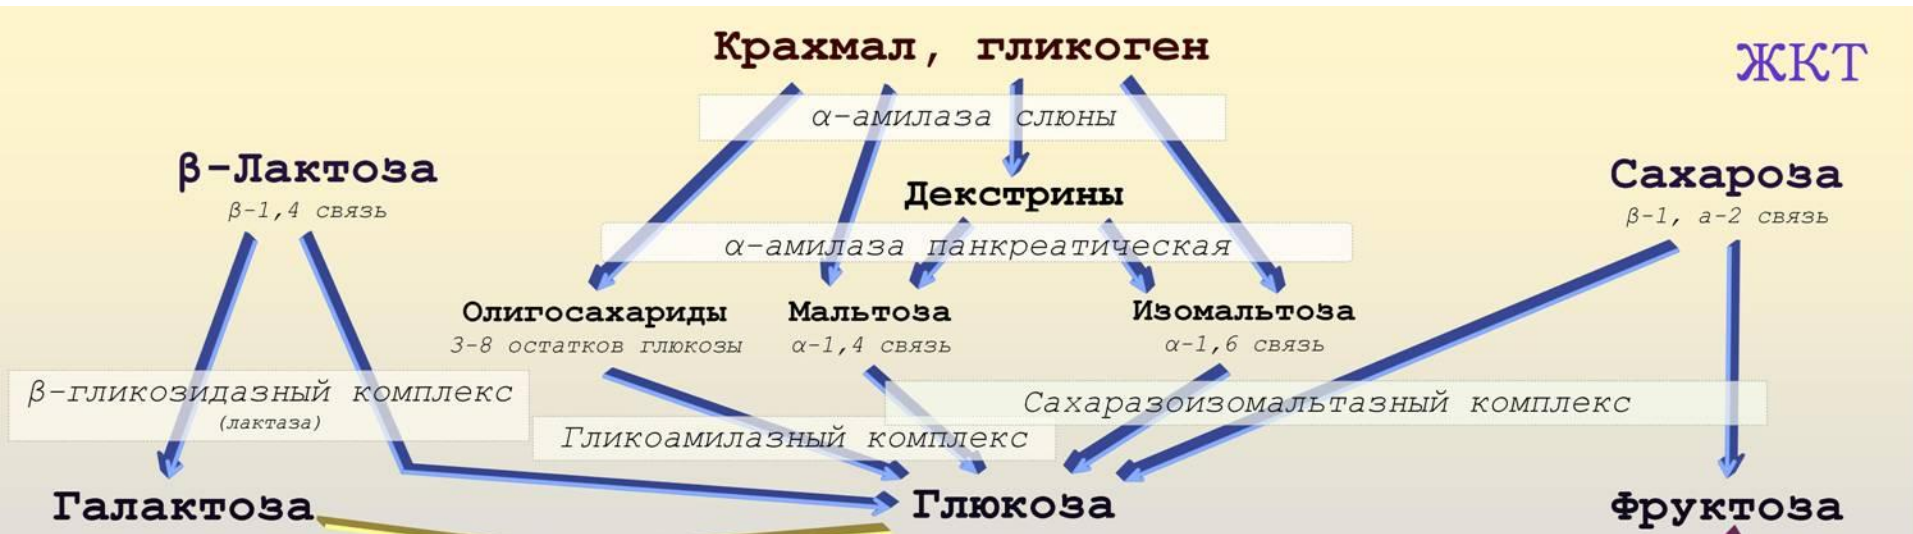 Крахмал, гликоген
ЖКТ
α-амилаза слюны
β-Лактоза
β-1,4 связь
Декстрины
Сахароза
β-1, а-2 связь
α-амилаза панкреатическая
Олигосахариды
3-8 остатков глюкозы
Мальтоза
α-1,4 связь
Изомальтоза
α-1,6 связь
β-гликозидазный комплекс
(лактаза)
Сахаразоизомальтазный комплекс
Гликоамилазный комплекс
Галактоза
Глюкоза
Фруктоза